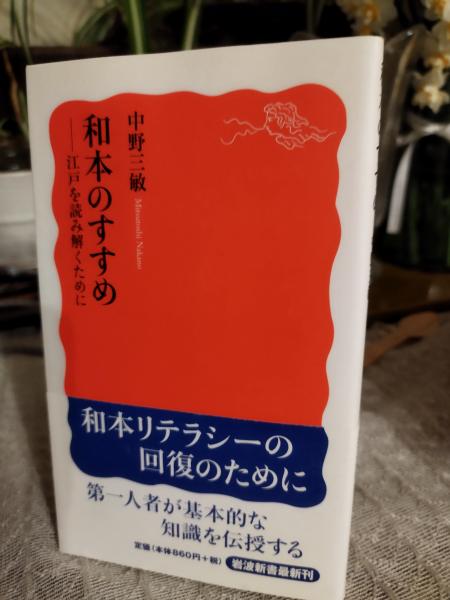 中野三敏
Mitsutoshi Nakano
和本のすすめ
──江戸を読み解くために
和本リテラシーの
回復のために
第一人者が基本的な
知識を伝授する
定価(本体860円+税)
岩波新書最新刊